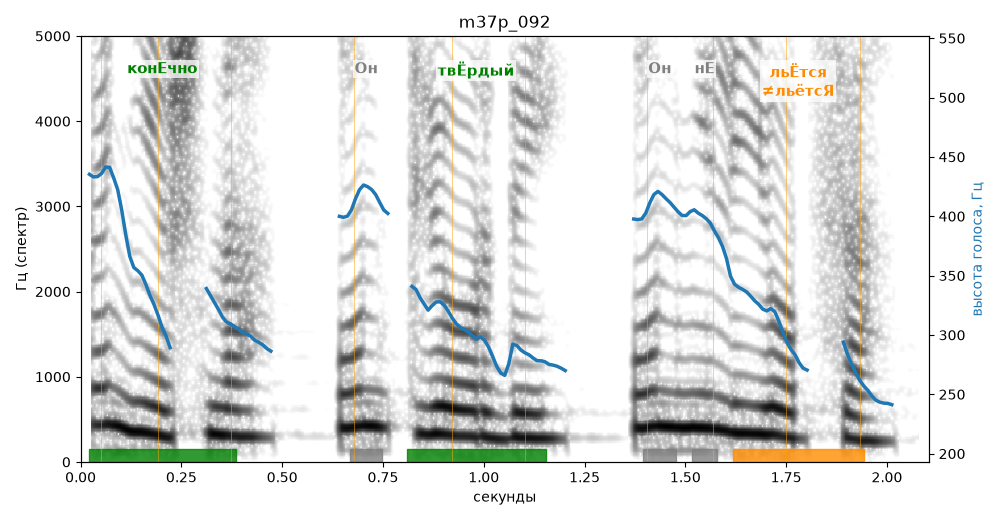 m37p_092
5000
4000
3000
2000
1000
0
Гц (спектр)
конЕчно
Он
твЁрдый
Он
нЕ
льЁтся
≠льётсЯ
550
500
450
400
350
300
250
200
высота голоса, Гц
0.00
0.25
0.50
0.75
1.00
1.25
1.50
1.75
2.00
секунды